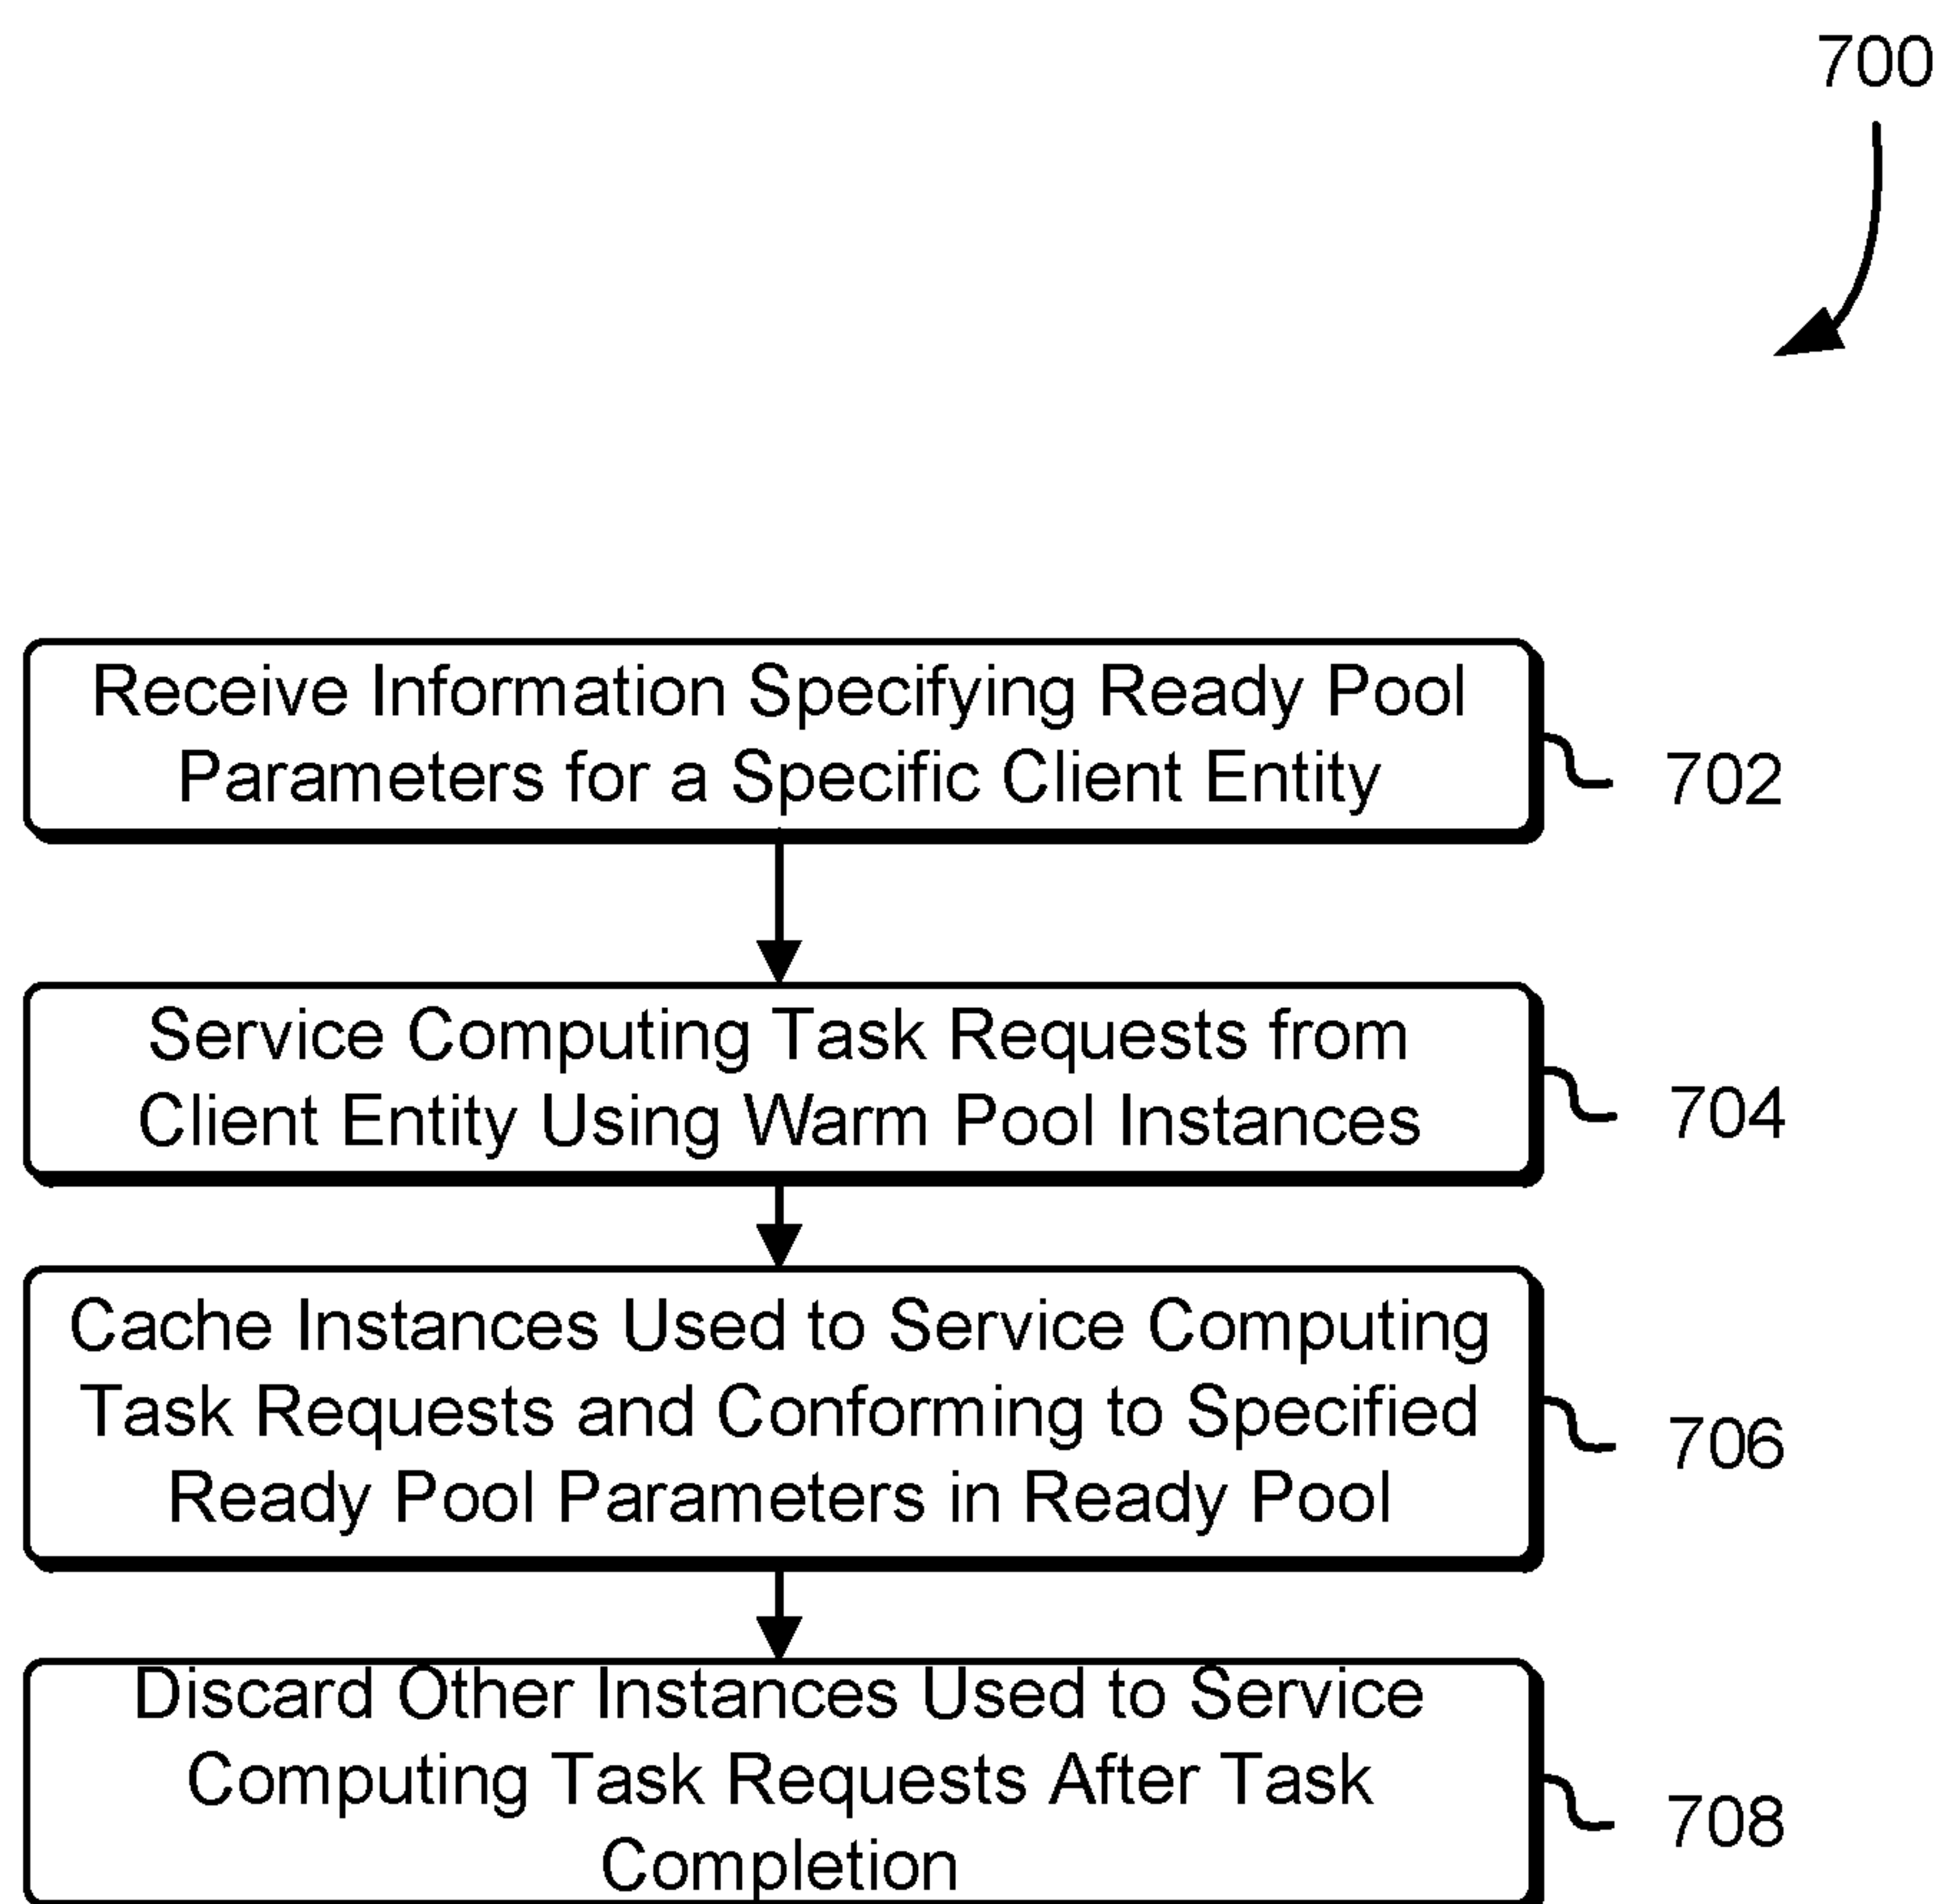 700
Receive Information Specifying Ready Pool
Parameters for a Specific Client Entity
702
Service Computing Task Requests from
Client Entity Using Warm Pool Instances
704
Cache Instances Used to Service Computing
Task Requests and Conforming to Specified
Ready Pool Parameters in Ready Pool
706
Discard Other Instances Used to Service
Computing Task Requests After Task
Completion
708